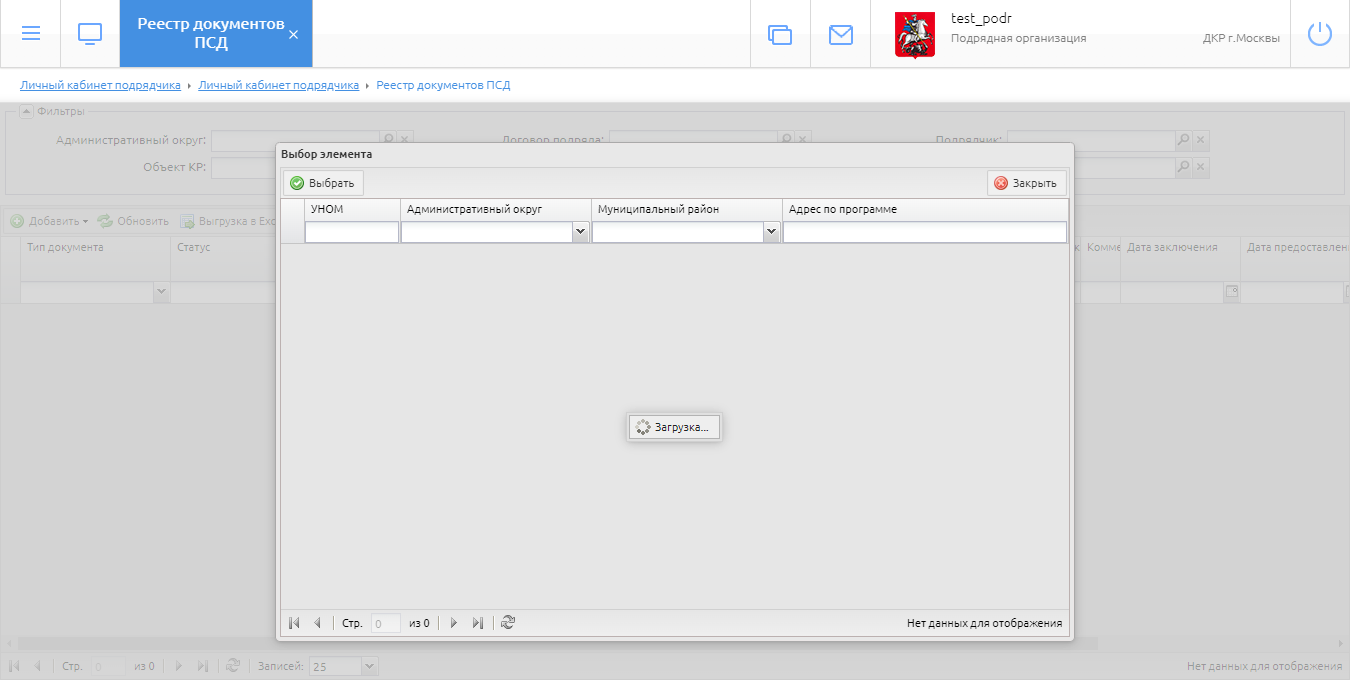 Реестр документов
ПСД
test_podr
Подрядная организация
ДКР г.Москвы
Личный кабинет подрядчика
Личный кабинет подрядчика
Реестр документов ПСД
Фильтры
Административный округ:
Договор подряда:
Подрядчик:
Объект КР:
Выбор элемента
Выбрать
Закрыть
УНОМ
Административный округ
Муниципальный район
Адрес по программе
Добавить
Обновить
Выгрузка в Exc
Тип документа
Статус
к
Комме
Дата заключения
Дата предоставлен
Загрузка...
Стр.
0
из 0
Нет данных для отображения
Стр.
0
из 0
Записей:
25
Нет данных для отображения